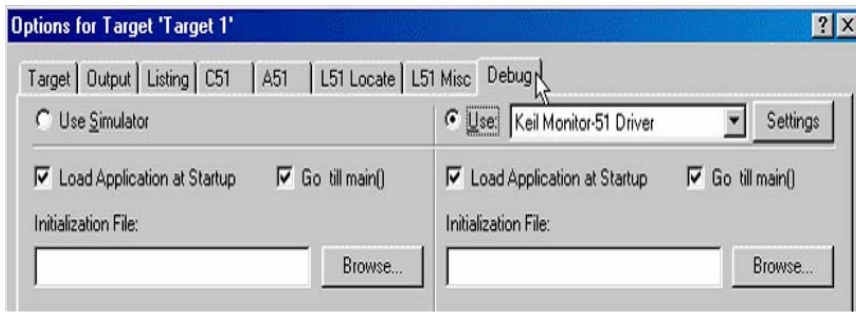 Options for Target 'Target 1'
Target Output Listing C51 A51 L51 Locate L51 Misc Debug
Use Simulator
Use: Keil Monitor-51 Driver Settings
Load Application at Startup Go till main()
Load Application at Startup Go till main()
Initialization File:
Initialization File:
Browse...
Browse...